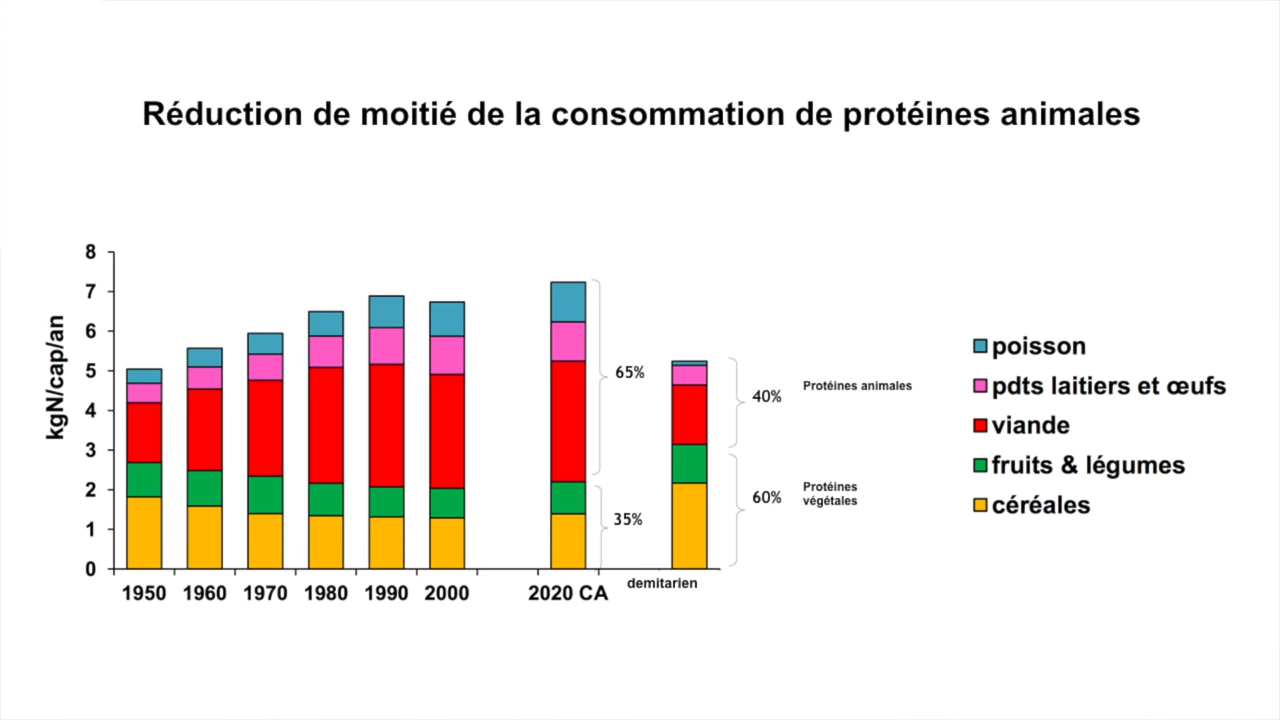 Réduction de moitié de la consommation de protéines animales
kgN/cap/an
8
7
6
5
4
3
2
1
0
1950 1960 1970 1980 1990 2000 2020 CA
demitarien
65%
35%
40%
60%
Protéines animales
Protéines
végétales
poisson
pdts laitiers et œufs
viande
fruits & légumes
céréales